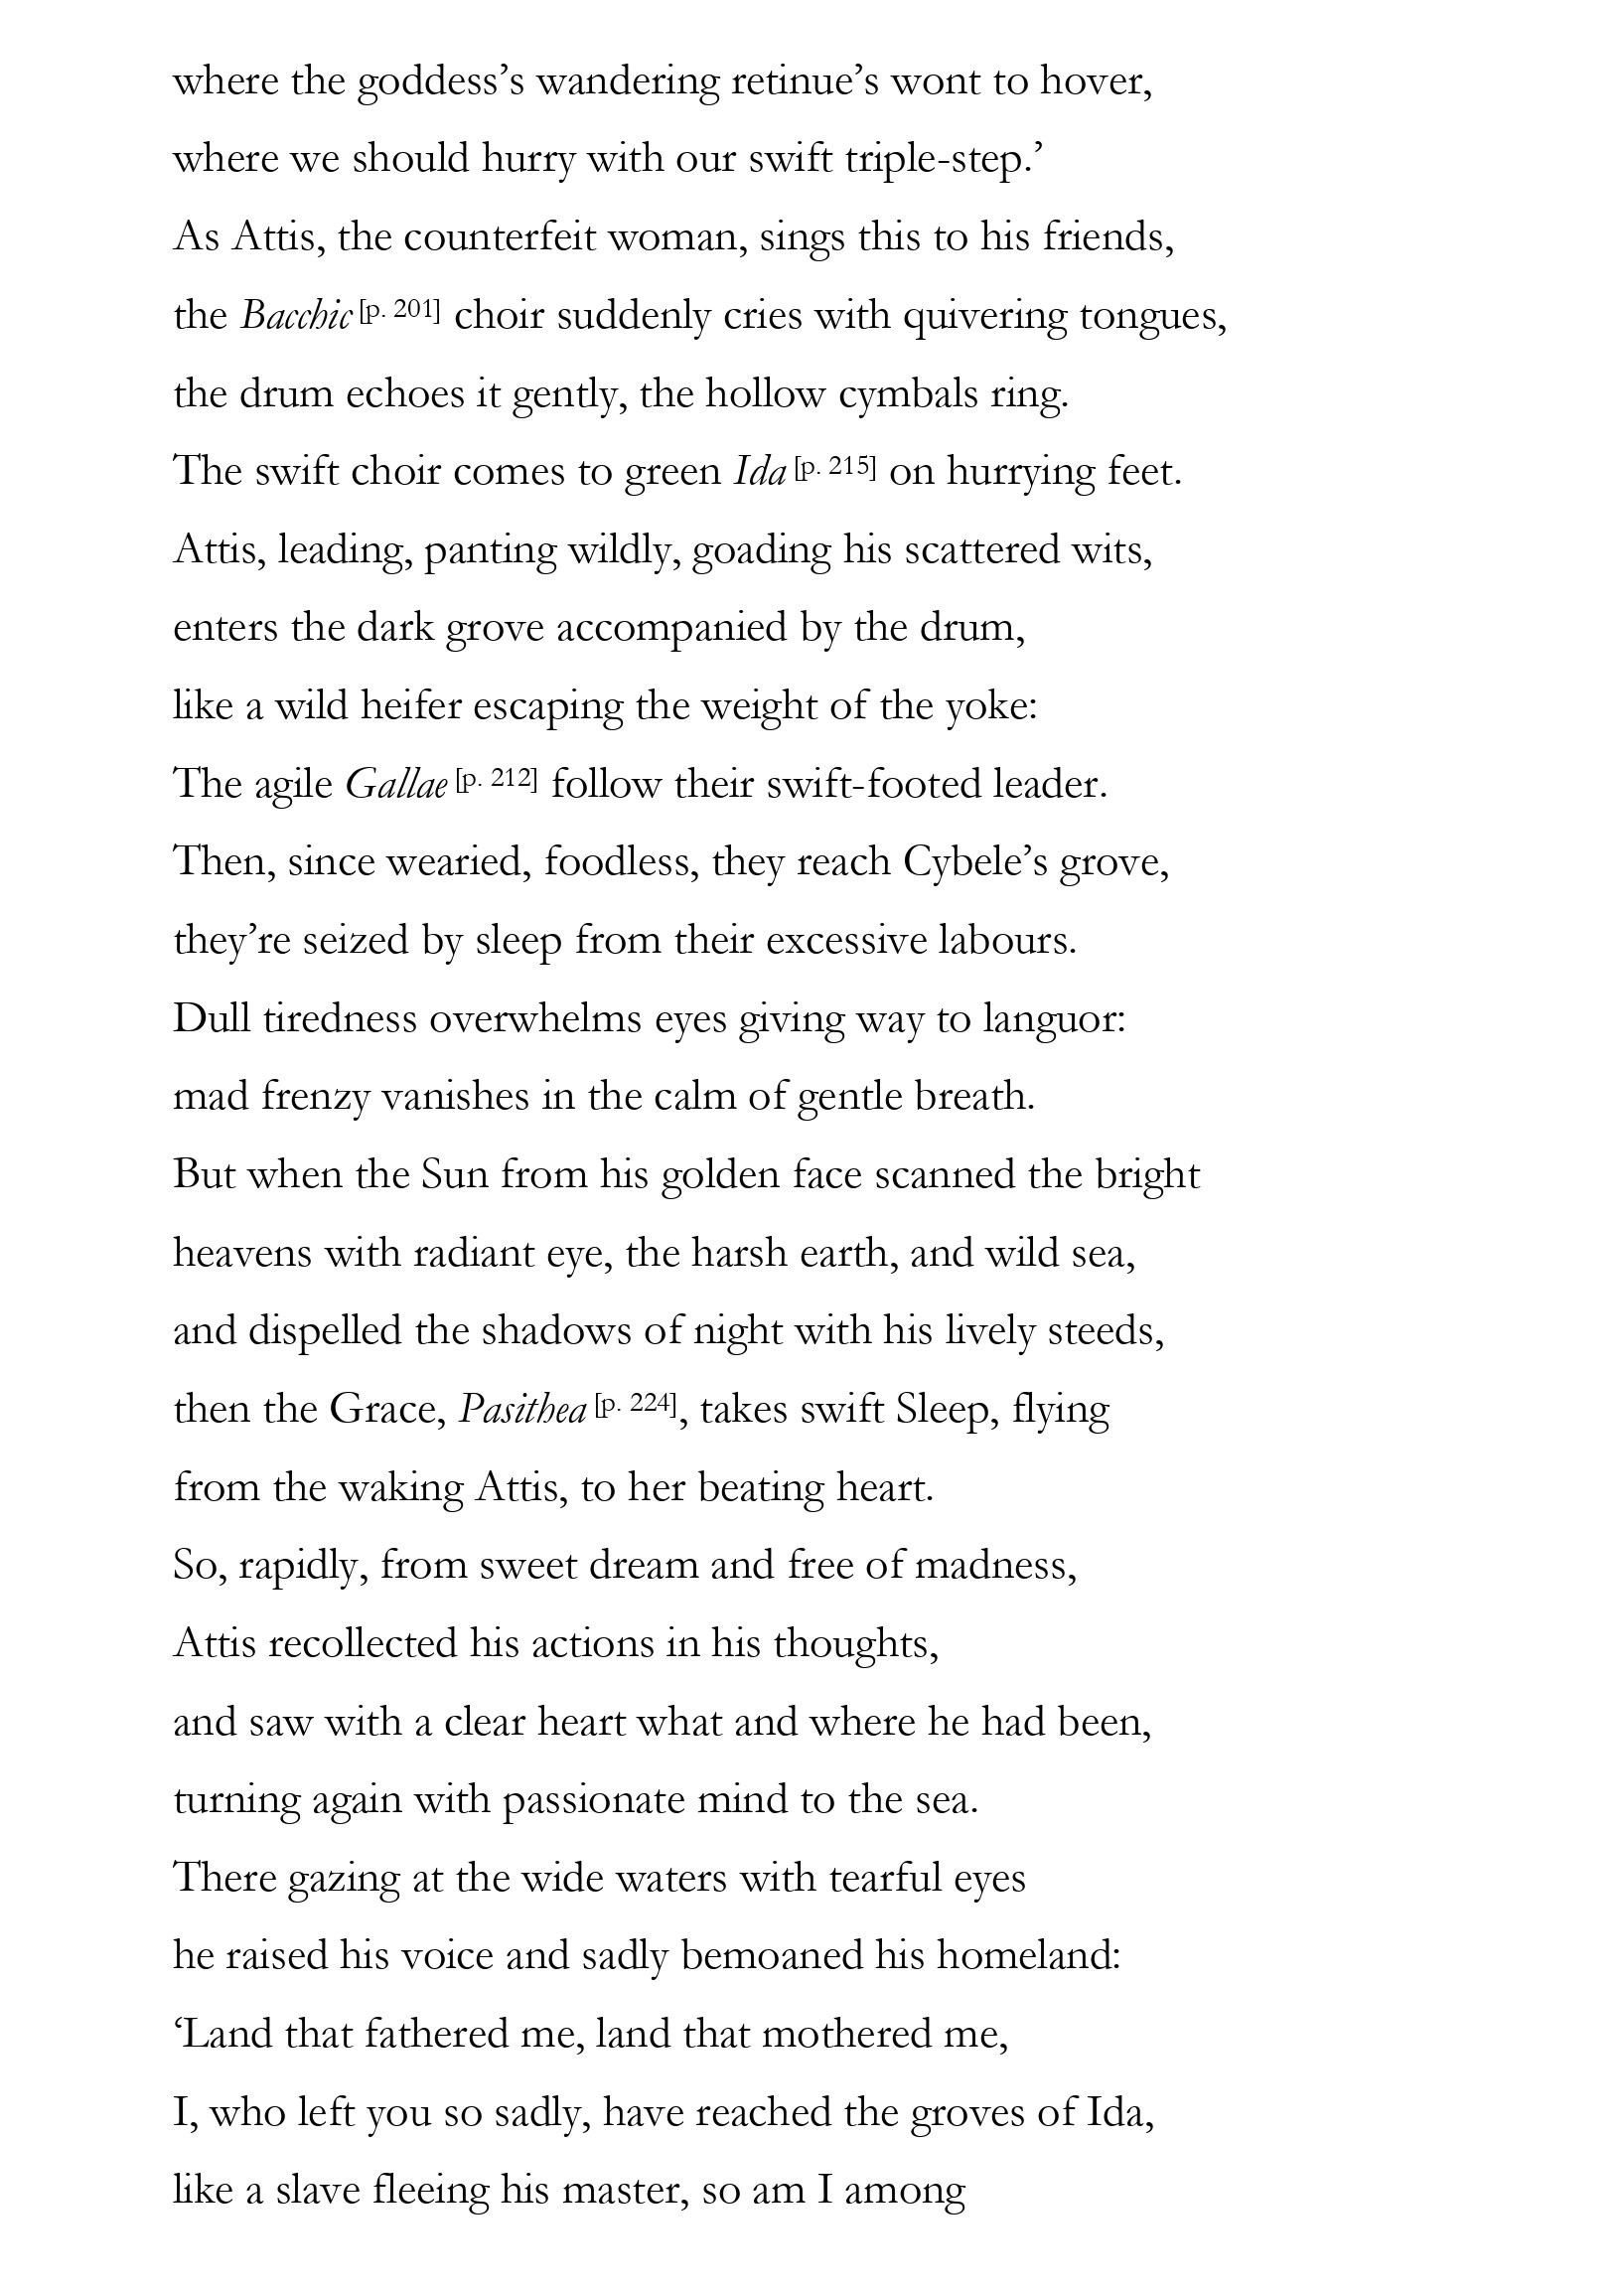 where the goddess’s wandering retinue’s wont to hover,
where we should hurry with our swift triple-step.’
As Attis, the counterfeit woman, sings this to his friends,
the Bacchic [p. 201] choir suddenly cries with quivering tongues,
the drum echoes it gently, the hollow cymbals ring.
The swift choir comes to green Ida [p. 215] on hurrying feet.
Attis, leading, panting wildly, goading his scattered wits,
enters the dark grove accompanied by the drum,
like a wild heifer escaping the weight of the yoke:
The agile Gallae [p. 212] follow their swift-footed leader.
Then, since wearied, foodless, they reach Cybele’s grove,
they’re seized by sleep from their excessive labours.
Dull tiredness overwhelms eyes giving way to languor:
mad frenzy vanishes in the calm of gentle breath.
But when the Sun from his golden face scanned the bright
heavens with radiant eye, the harsh earth, and wild sea,
and dispelled the shadows of night with his lively steeds,
then the Grace, Pasithea [p. 224], takes swift Sleep, flying
from the waking Attis, to her beating heart.
So, rapidly, from sweet dream and free of madness,
Attis recollected his actions in his thoughts,
and saw with a clear heart what and where he had been,
turning again with passionate mind to the sea.
There gazing at the wide waters with tearful eyes
he raised his voice and sadly bemoaned his homeland:
‘Land that fathered me, land that mothered me,
I, who left you so sadly, have reached the groves of Ida,
like a slave fleeing his master, so am I among